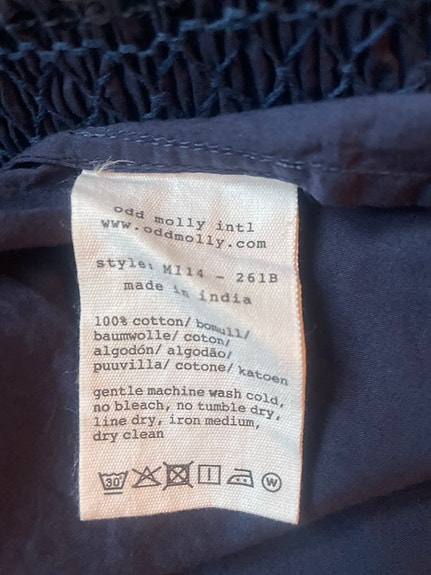 odd molly intl
www.oddmolly.com
style: M114 - 261B
made in india
100% cotton/ bomull/
baumwolle/ coton/
algodón/ algodão/
puuvilla/ cotone/ katoen
gentle machine wash cold,
no bleach, no tumble dry,
line dry, iron medium,
dry clean
30° W